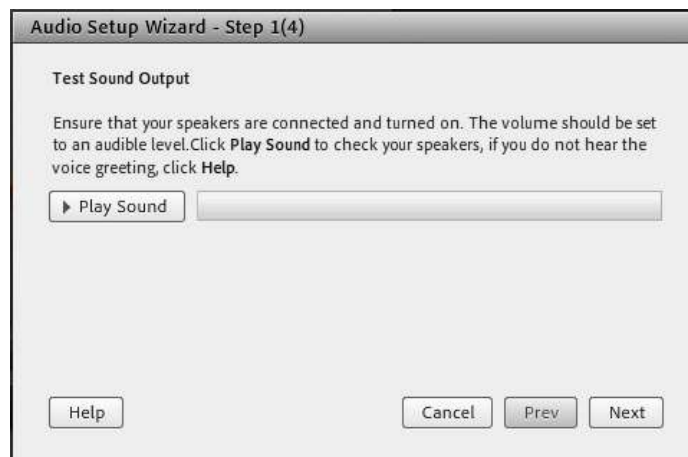 Audio Setup Wizard - Step 1(4)
Test Sound Output
Ensure that your speakers are connected and turned on. The volume should be set
to an audible level.Click Play Sound to check your speakers, if you do not hear the
voice greeting, click Help.
Play Sound
Help Cancel Prev Next